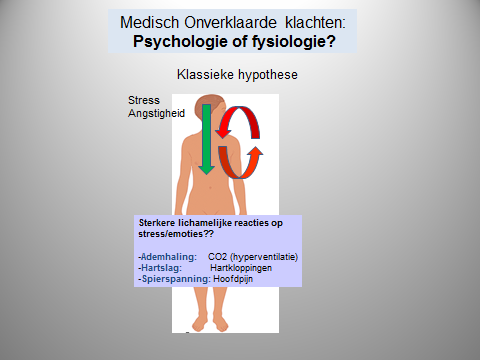 Medisch Onverklaarde klachten:
Psychologie of fysiologie?
Klassieke hypothese
Stress
Angstigheid
Sterkere lichamelijke reacties op
stress/emoties??
-Ademhaling: CO2 (hyperventilatie)
-Hartslag: Hartkloppingen
-Spierspanning: Hoofdpijn